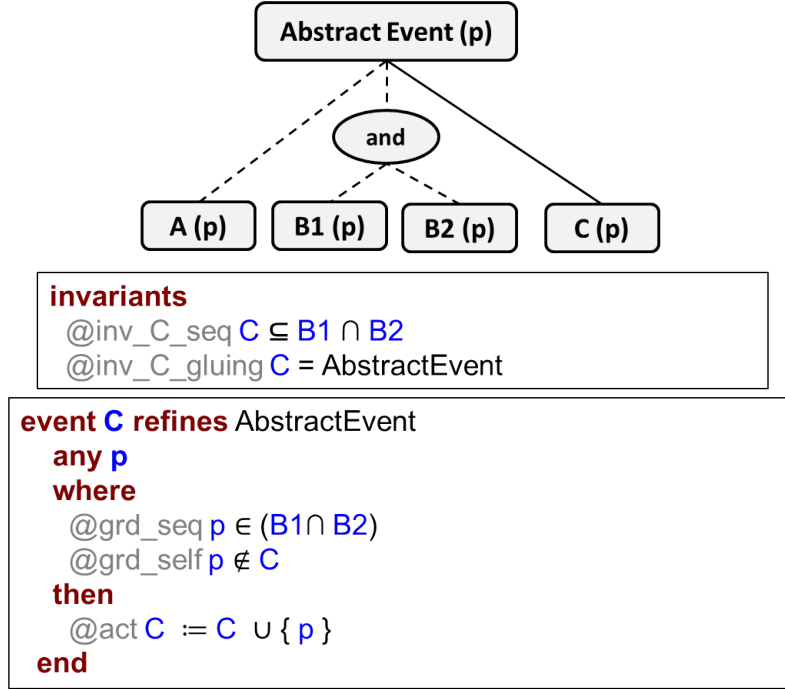 Abstract Event (p)
and
A (p)
B1 (p)
B2 (p)
C (p)
invariants
@inv_C_seq C ⊆ B1 ∩ B2
@inv_C_gluing C = AbstractEvent
event C refines AbstractEvent
any p
where
@grd_seq p ∈ (B1∩ B2)
@grd_self p ∉ C
then
@act C ≔ C ∪ { p }
end